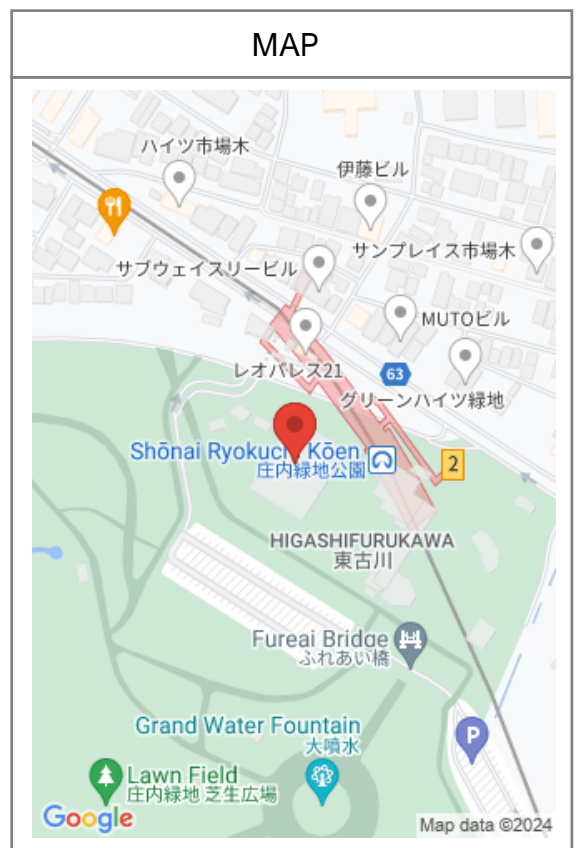 MAP
ハイツ市場木
伊藤ビル
サンプレイス市場木
サブウェイスリービル
MUTOビル
レオパレス21
63
グリーンハイツ緑地
Shōnai Ryokuchi Kōen
庄内緑地公園
2
HIGASHIFURUKAWA
東古川
Fureai Bridge
ふれあい橋
Grand Water Fountain
大噴水
P
Lawn Field
庄内緑地 芝生広場
Google
Map data ©2024